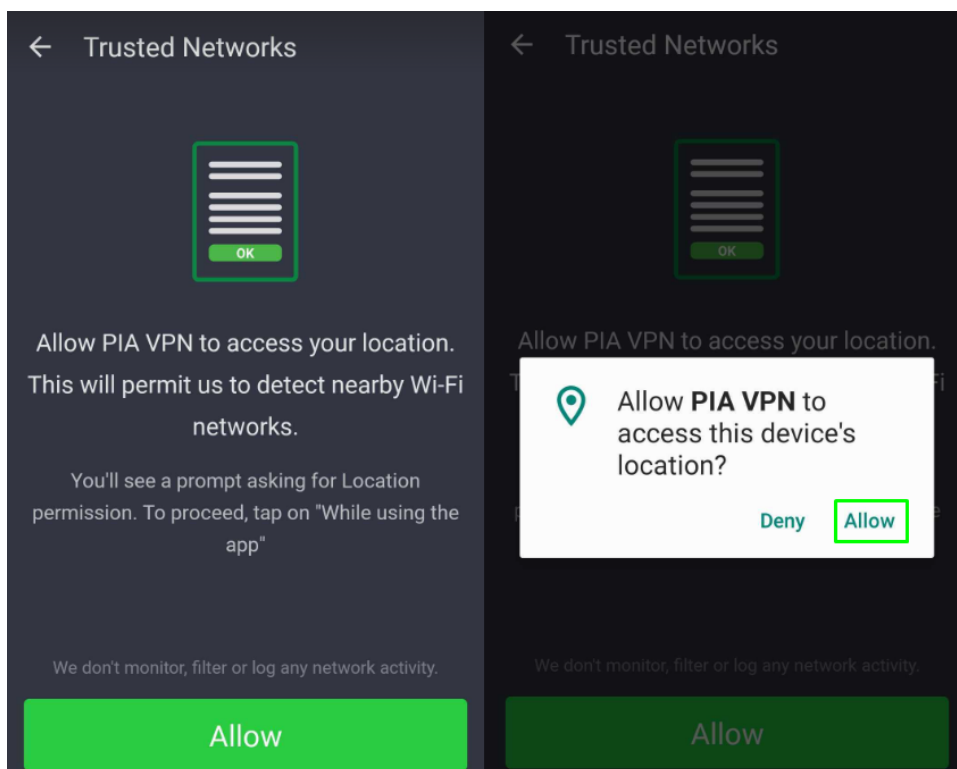 Trusted Networks
OK
Allow PIA VPN to access your location.
This will permit us to detect nearby Wi-Fi
networks.
You'll see a prompt asking for Location
permission. To proceed, tap on "While using the
app"
We don't monitor, filter or log any network activity.
Allow
Trusted Networks
OK
Allow PIA VPN to access your location.
Allow PIA VPN to
access this device's
location?
Deny Allow
We don't monitor, filter or log any network activity.
Allow